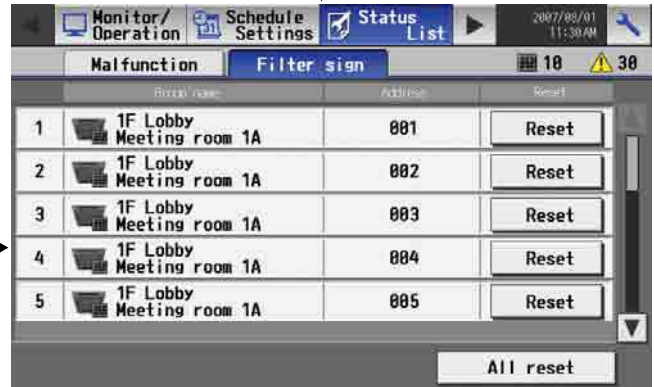 Monitor/
Operation
Schedule
Settings
Status
List
2007/08/01
11:30AM
Malfunction
Filter sign
10
30
Group name
Address
Reset
1
1F Lobby
Meeting room 1A
001
Reset
2
1F Lobby
Meeting room 1A
002
Reset
3
1F Lobby
Meeting room 1A
003
Reset
4
1F Lobby
Meeting room 1A
004
Reset
5
1F Lobby
Meeting room 1A
005
Reset
All reset